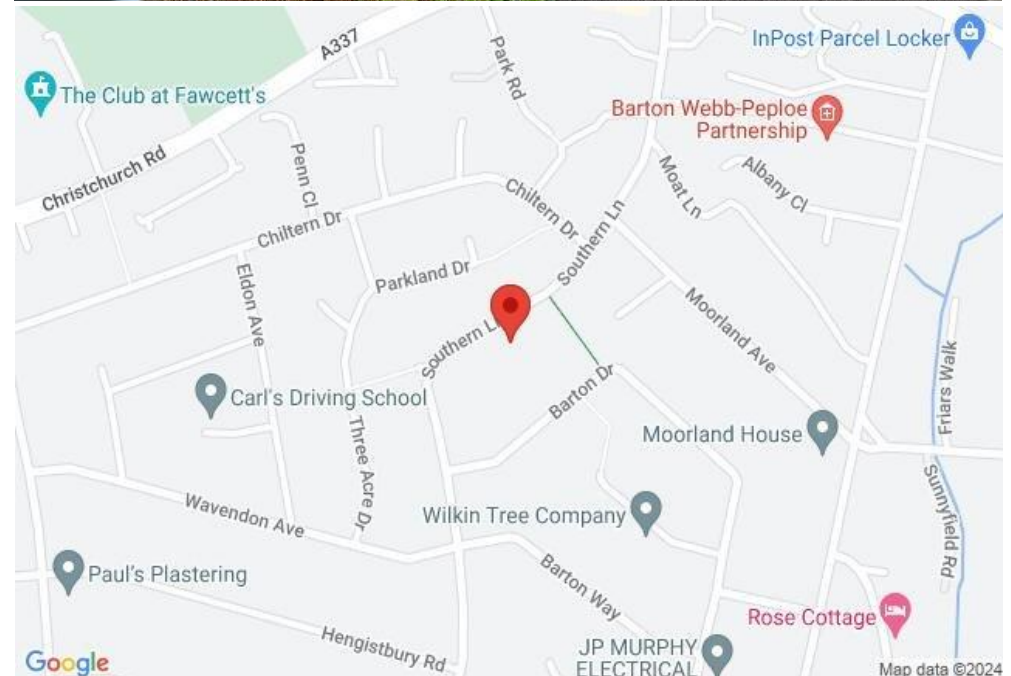 A337
Park Rd
InPost Parcel Locker
The Club at Fawcett's
Barton Webb-Peploe
Partnership
Christchurch Rd
Penn Cl
Chiltern Dr
Moat Ln
Albany Cl
Chiltern Dr
Southern Ln
Parkland Dr
Eldon Ave
Southern Ln
Moorland Ave
Friars Walk
Carl's Driving School
Barton Dr
Three Acre Dr
Moorland House
Wavendon Ave
Wilkin Tree Company
Sunnyfield Rd
Paul's Plastering
Barton Way
Rose Cottage
Hengistbury Rd
JP MURPHY
ELECTRICAL
Google
Map data ©2024